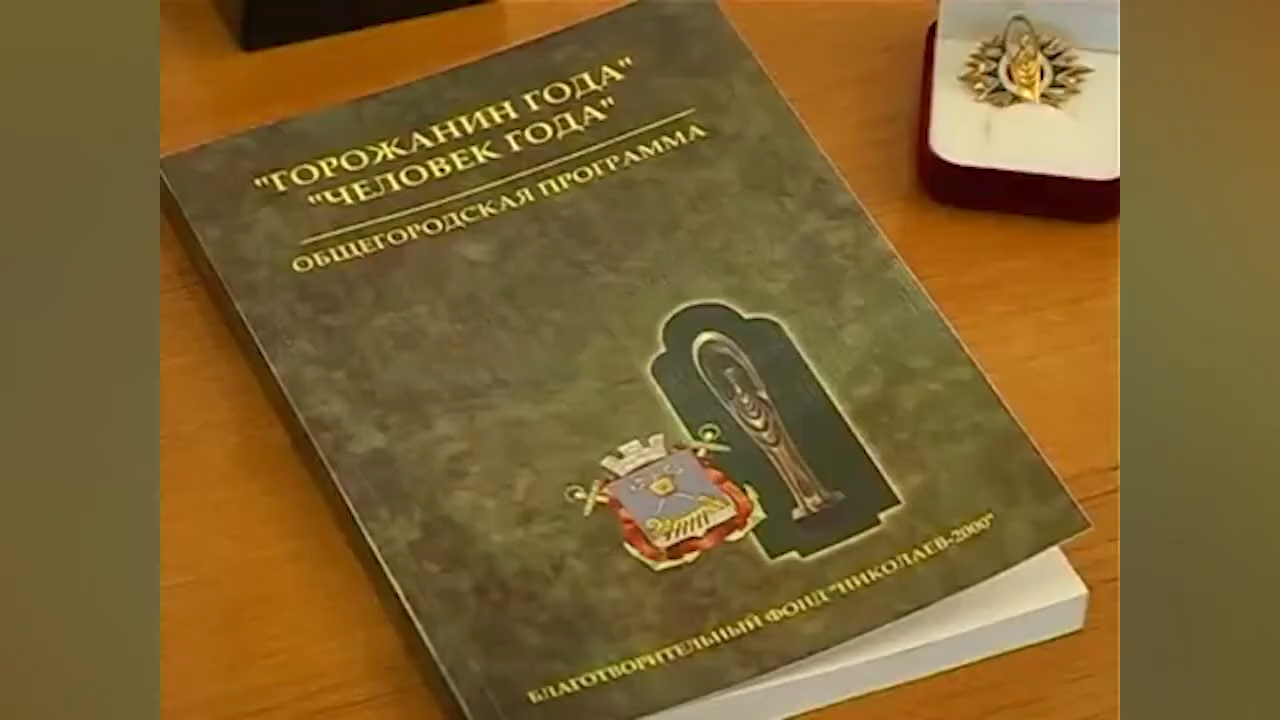 "ГОРОЖАНИН ГОДА"
"ЧЕЛОВЕК ГОДА"
ОБЩЕГОРОДСКАЯ ПРОГРАММА
БЛАГОТВОРИТЕЛЬНЫЙ ФОНД "НИКОЛАЕВ-2000"